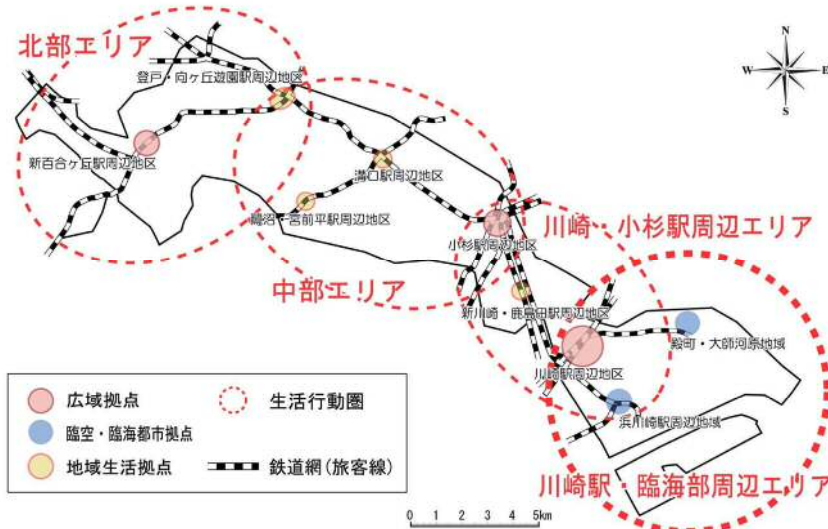 北部エリア
登戸・向ヶ丘遊園駅周辺地区
N
W
E
S
新百合ヶ丘駅周辺地区
溝口駅周辺地区
鷺沼・宮前平駅周辺地区
川崎・小杉駅周辺エリア
小杉駅周辺地区
中部エリア
新川崎・鹿島田駅周辺地区
殿町・大師河原地域
川崎駅周辺地区
浜川崎駅周辺地域
川崎駅・臨海部周辺エリア
広域拠点
生活行動圏
臨空・臨海都市拠点
地域生活拠点
鉄道網(旅客線)
0 1 2 3 4 5km